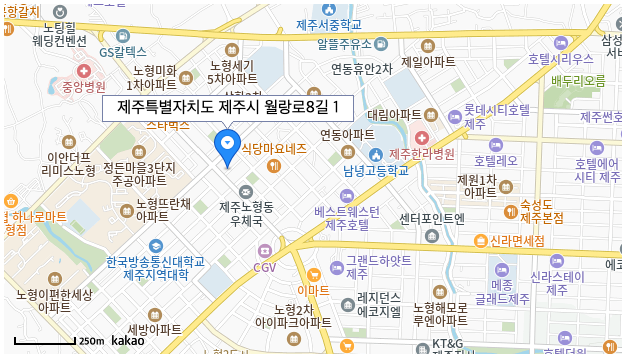 노팅힐
웨딩컨벤션
GS칼텍스
제주서중학교
알뜰주유소
제일아파트
호텔시리우스
중앙병원
노형미화
1차아파트
노형세기
5차아파트
연동휴안2차
베두리오름
제주특별자치도 제주시 월랑로8길 1
대림아파트
롯데시티호텔
제주
제주썬호
스타벅스
식당마요네즈
연동아파트
제주한라병원
호텔레오
이안더프
리미스노형
정든마을3단지
주공아파트
남녕고등학교
호텔에어
시티 제주
제원1차
아파트
하나로마트
노형뜨란채
아파트
제주노형동
우체국
베스트웨스턴
제주호텔
센터포인트엔
숙성도
제주본점
신라면세점
한국방송통신대학교
제주지역대학
CGV
그랜드하얏트
제주
이마트
메종
글래드제주
신라스테이
제주
노형이편한세상
아파트
레지던스
에코지엘
노형해모로
루엔아파트
에코그린
세방아파트
노형2차
아이파크아파트
KT&G
250m kakao